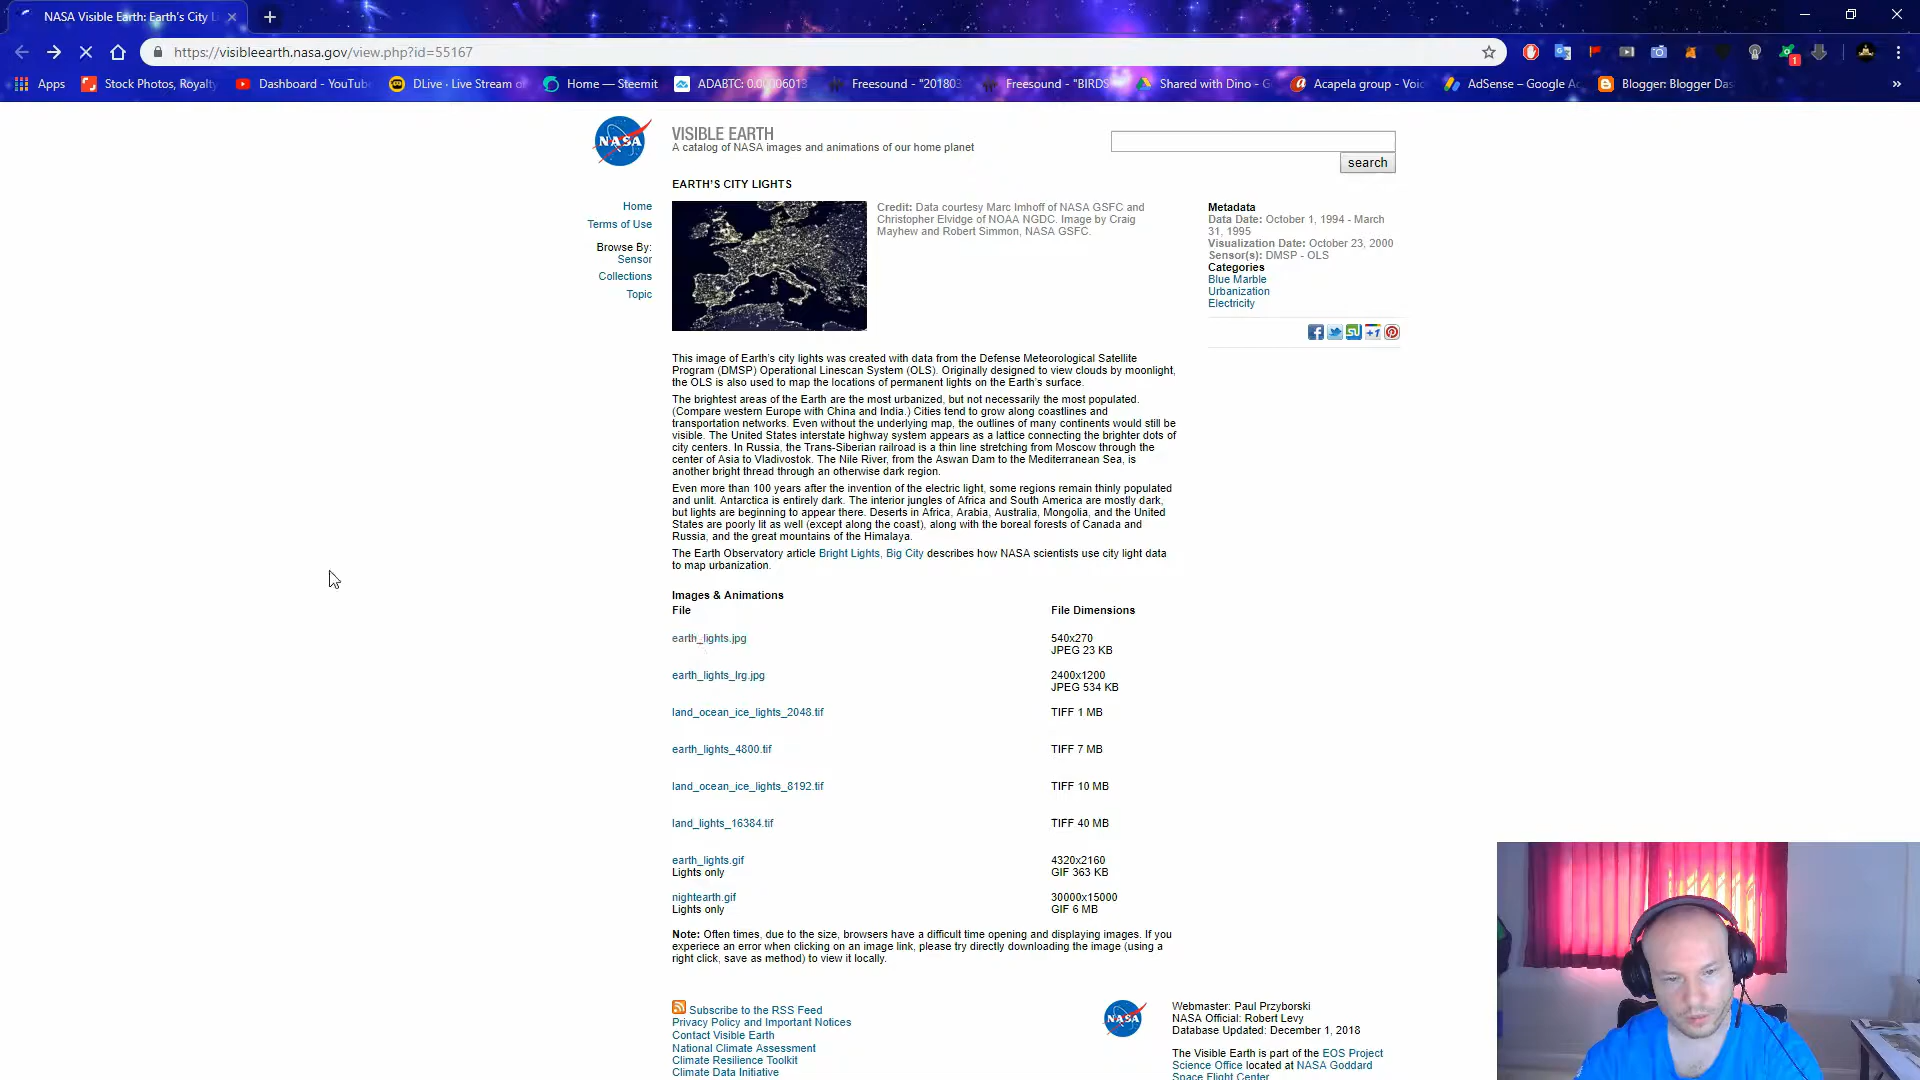 NASA Visible Earth: Earth's City Li
https://visibleearth.nasa.gov/view.php?id=55167
Apps
Stock Photos, Royalty
Dashboard - YouTube
DLive · Live Stream o
Home — Steemit
ADABTC: 0.00006013
Freesound - "201803
Freesound - "BIRDS
Shared with Dino - G
Acapela group - Voic
AdSense – Google A
Blogger: Blogger Das
»
1
NASA
VISIBLE EARTH
A catalog of NASA images and animations of our home planet
search
EARTH'S CITY LIGHTS
Home
Terms of Use
Browse By:
Sensor
Collections
Topic
Credit: Data courtesy Marc Imhoff of NASA GSFC and
Christopher Elvidge of NOAA NGDC. Image by Craig
Mayhew and Robert Simmon, NASA GSFC.
Metadata
Data Date: October 1, 1994 - March
31, 1995
Visualization Date: October 23, 2000
Sensor(s): DMSP - OLS
Categories
Blue Marble
Urbanization
Electricity
+1
This image of Earth's city lights was created with data from the Defense Meteorological Satellite
Program (DMSP) Operational Linescan System (OLS). Originally designed to view clouds by moonlight,
the OLS is also used to map the locations of permanent lights on the Earth's surface.
The brightest areas of the Earth are the most urbanized, but not necessarily the most populated.
(Compare western Europe with China and India.) Cities tend to grow along coastlines and
transportation networks. Even without the underlying map, the outlines of many continents would still be
visible. The United States interstate highway system appears as a lattice connecting the brighter dots of
city centers. In Russia, the Trans-Siberian railroad is a thin line stretching from Moscow through the
center of Asia to Vladivostok. The Nile River, from the Aswan Dam to the Mediterranean Sea, is
another bright thread through an otherwise dark region.
Even more than 100 years after the invention of the electric light, some regions remain thinly populated
and unlit. Antarctica is entirely dark. The interior jungles of Africa and South America are mostly dark,
but lights are beginning to appear there. Deserts in Africa, Arabia, Australia, Mongolia, and the United
States are poorly lit as well (except along the coast), along with the boreal forests of Canada and
Russia, and the great mountains of the Himalaya.
The Earth Observatory article Bright Lights, Big City describes how NASA scientists use city light data
to map urbanization.
Images & Animations
File File Dimensions
earth_lights.jpg 540x270
JPEG 23 KB
earth_lights_lrg.jpg 2400x1200
JPEG 534 KB
land_ocean_ice_lights_2048.tif TIFF 1 MB
earth_lights_4800.tif TIFF 7 MB
land_ocean_ice_lights_8192.tif TIFF 10 MB
land_lights_16384.tif TIFF 40 MB
earth_lights.gif 4320x2160
Lights only GIF 363 KB
nightearth.gif 30000x15000
Lights only GIF 6 MB
Note: Often times, due to the size, browsers have a difficult time opening and displaying images. If you
experiece an error when clicking on an image link, please try directly downloading the image (using a
right click, save as method) to view it locally.
Subscribe to the RSS Feed
Privacy Policy and Important Notices
Contact Visible Earth
National Climate Assessment
Climate Resilience Toolkit
Climate Data Initiative
NASA
Webmaster: Paul Przyborski
NASA Official: Robert Levy
Database Updated: December 1, 2018
The Visible Earth is part of the EOS Project
Science Office located at NASA Goddard
Space Flight Center